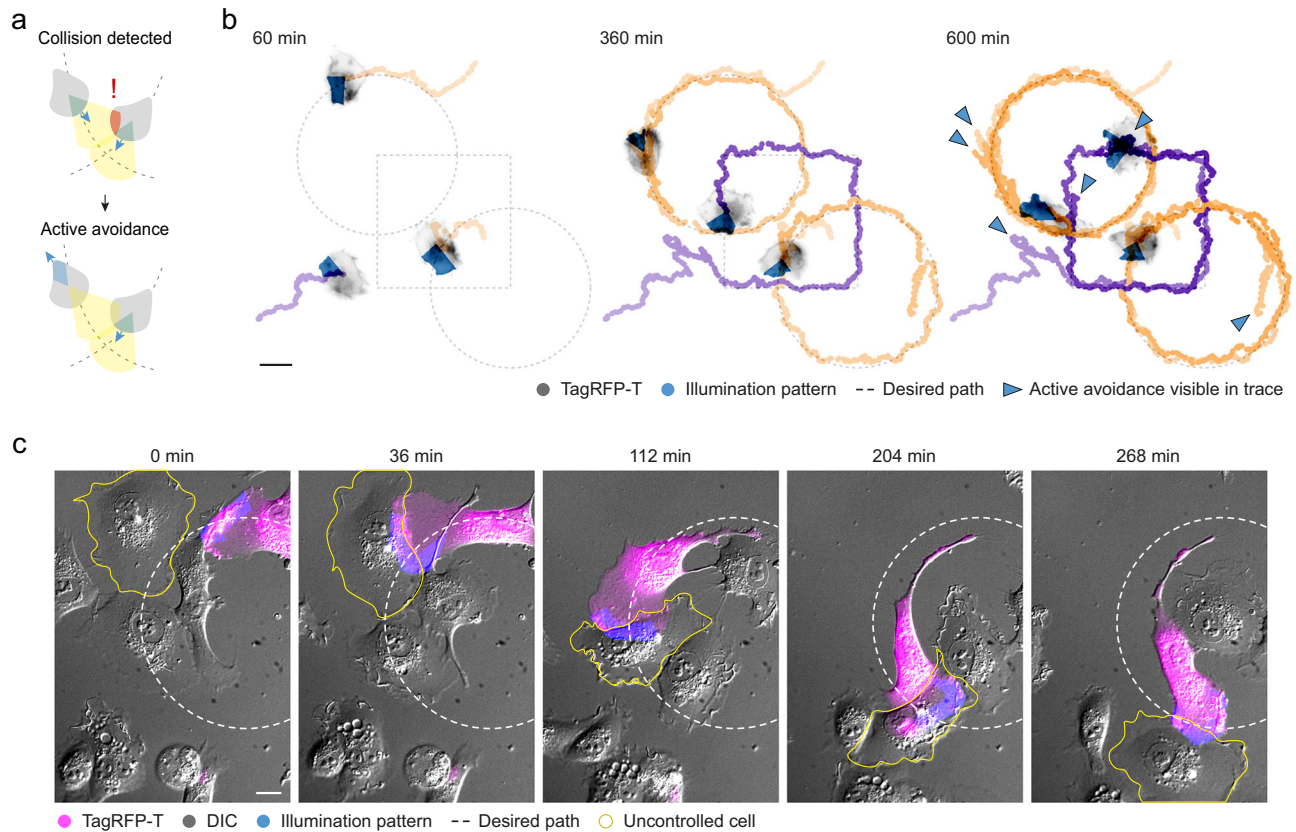 a
Collision detected
!
Active avoidance
b
60 min
360 min
600 min
TagRFP-T
Illumination pattern
Desired path
Active avoidance visible in trace
c
0 min
36 min
112 min
204 min
268 min
TagRFP-T
DIC
Illumination pattern
Desired path
Uncontrolled cell